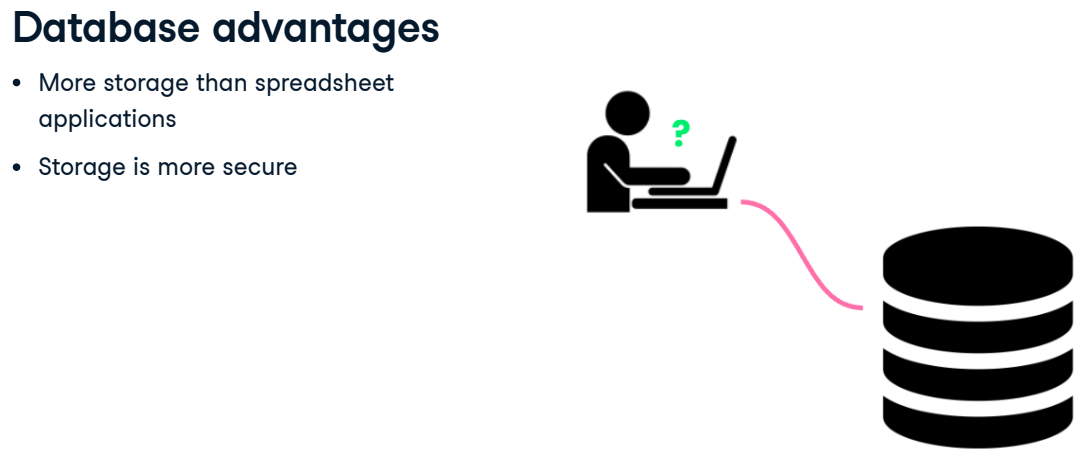 Database advantages
• More storage than spreadsheet
applications
• Storage is more secure
?